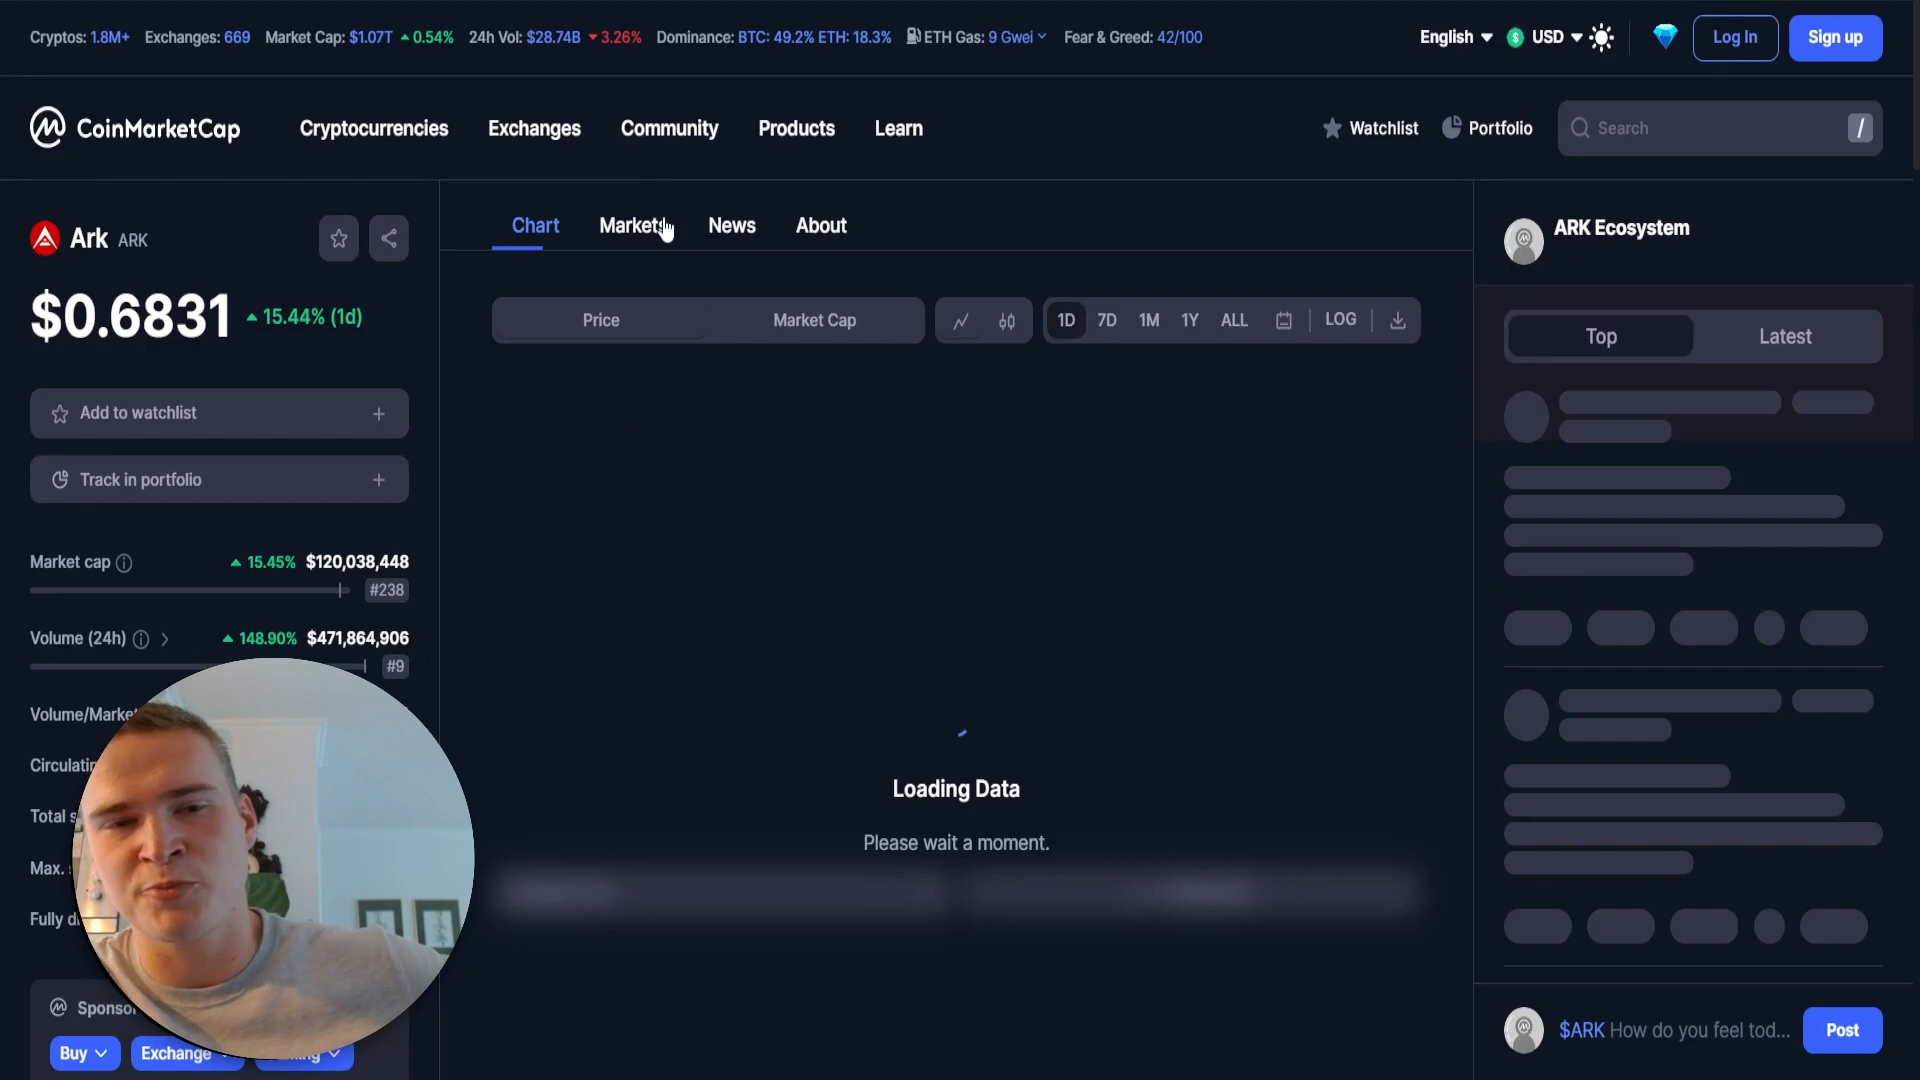 Cryptos: 1.8M+ Exchanges: 669 Market Cap: $1.07T 0.54% 24h Vol: $28.74B 3.26% Dominance: BTC: 49.2% ETH: 18.3% ETH Gas: 9 Gwei Fear & Greed: 42/100
English USD Log In Sign up
CoinMarketCap Cryptocurrencies Exchanges Community Products Learn
Watchlist Portfolio Search /
Ark ARK
$0.6831 15.44% (1d)
Add to watchlist +
Track in portfolio +
Market cap 15.45% $120,038,448
#238
Volume (24h) 148.90% $471,864,906
#9
Volume/Market
Total
Max.
Fully
Buy Exchange
Chart Markets News About
Price Market Cap 1D 7D 1M 1Y ALL LOG
Loading Data
Please wait a moment.
ARK Ecosystem
Top Latest
$ARK How do you feel tod... Post